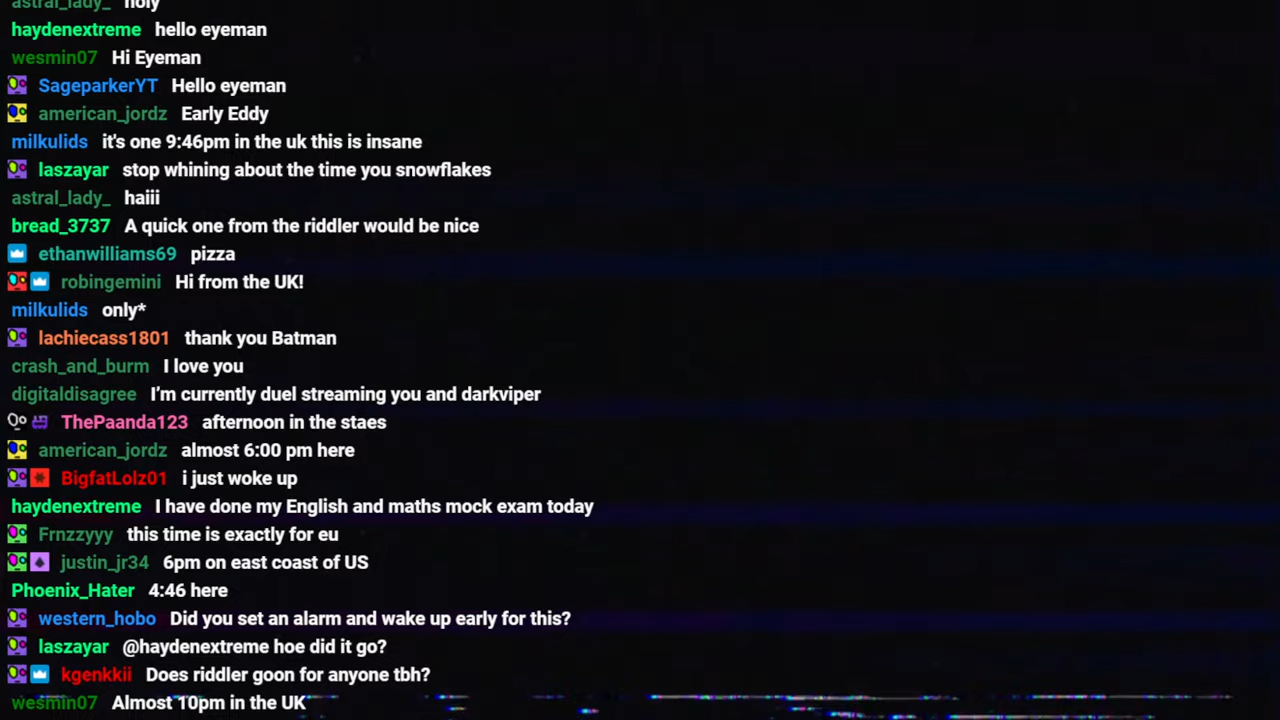 astral_lady_ holy
haydenextreme hello eyeman
wesmin07 Hi Eyeman
SageparkerYT Hello eyeman
american_jordz Early Eddy
milkulids it's one 9:46pm in the uk this is insane
laszayar stop whining about the time you snowflakes
astral_lady_ haiii
bread_3737 A quick one from the riddler would be nice
ethanwilliams69 pizza
robingemini Hi from the UK!
milkulids only*
lachiecass1801 thank you Batman
crash_and_burm I love you
digitaldisagree I’m currently duel streaming you and darkviper
ThePaanda123 afternoon in the staes
american_jordz almost 6:00 pm here
BigfatLolz01 i just woke up
haydenextreme I have done my English and maths mock exam today
Frnzzyyy this time is exactly for eu
justin_jr34 6pm on east coast of US
Phoenix_Hater 4:46 here
western_hobo Did you set an alarm and wake up early for this?
laszayar @haydenextreme hoe did it go?
kgenkkii Does riddler goon for anyone tbh?
wesmin07 Almost 10pm in the UK